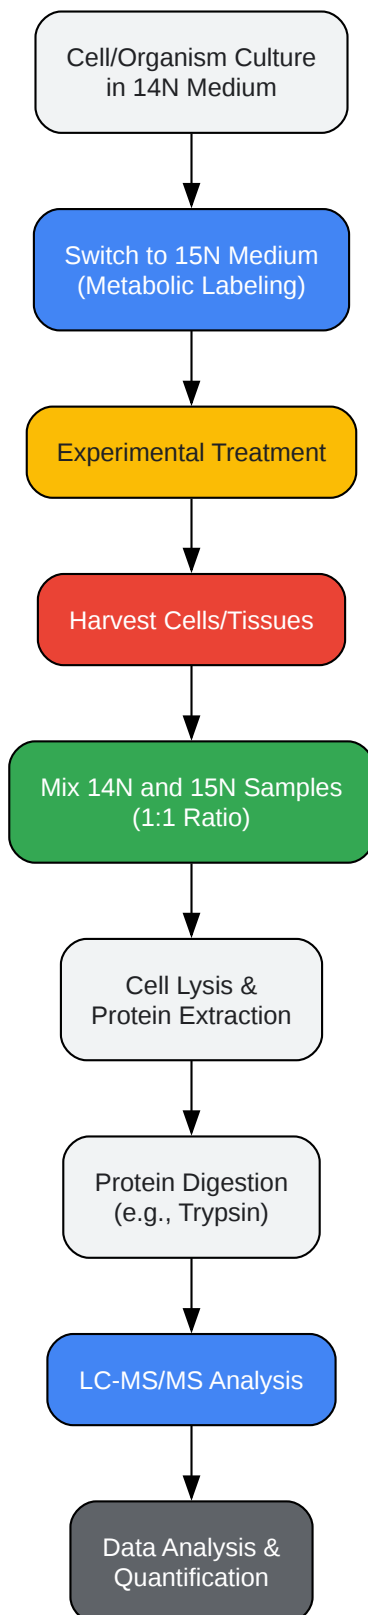 Cell/Organism Culture
in 14N Medium
Switch to 15N Medium
(Metabolic Labeling)
Experimental Treatment
Harvest Cells/Tissues
Mix 14N and 15N Samples
(1:1 Ratio)
Cell Lysis &
Protein Extraction
Protein Digestion
(e.g., Trypsin)
LC-MS/MS Analysis
Data Analysis &
Quantification